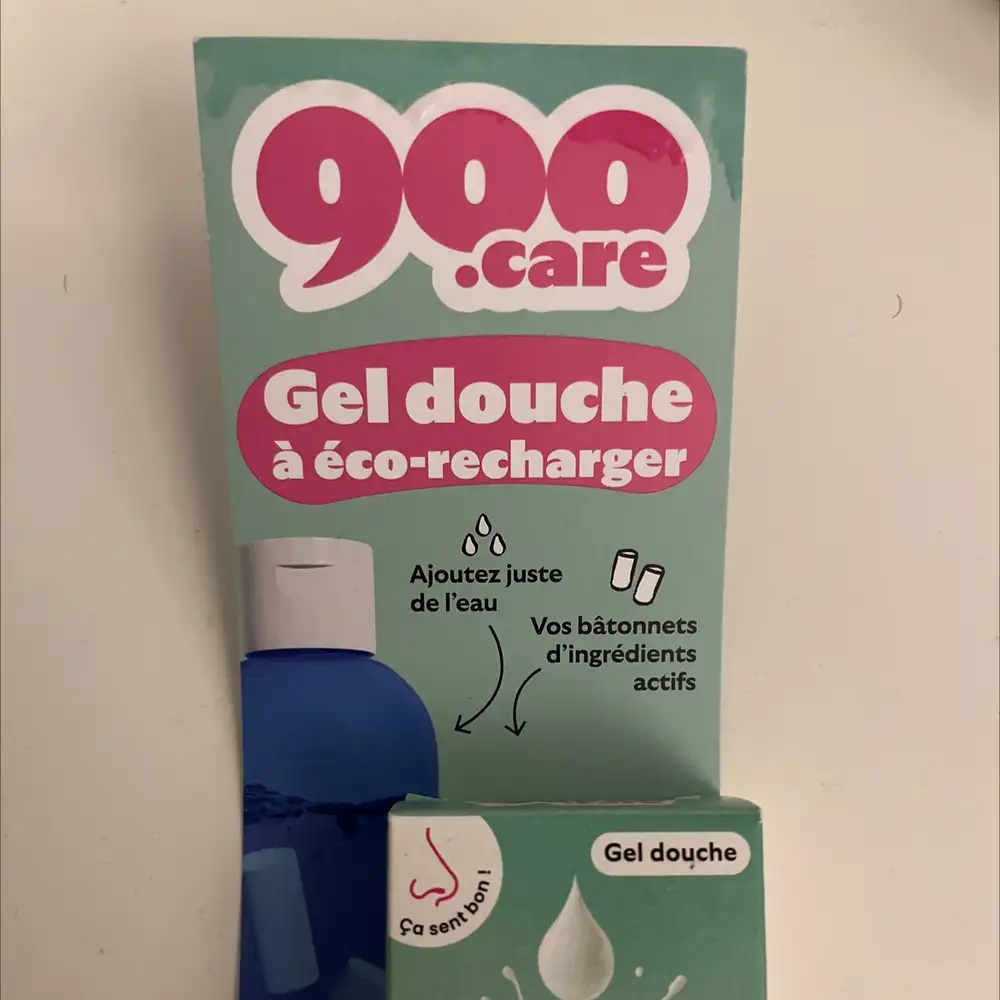 900
.care
Gel douche
à éco-recharger
Ajoutez juste
de l'eau
Vos bâtonnets
d'ingrédients
actifs
Gel douche
Ça sent bon !